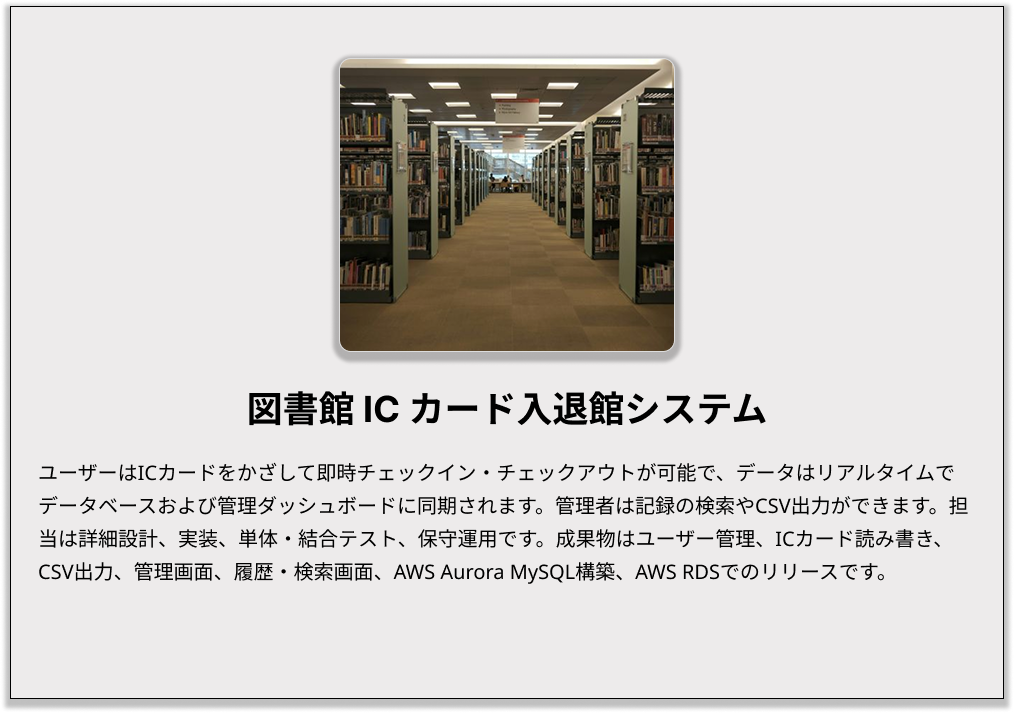 図書館 IC カード入退館システム
ユーザーはICカードをかざして即時チェックイン・チェックアウトが可能で、データはリアルタイムで
データベースおよび管理ダッシュボードに同期されます。管理者は記録の検索やCSV出力ができます。担
当は詳細設計、実装、単体・結合テスト、保守運用です。成果物はユーザー管理、ICカード読み書き、
CSV出力、管理画面、履歴・検索画面、AWS Aurora MySQL構築、AWS RDSでのリリースです。